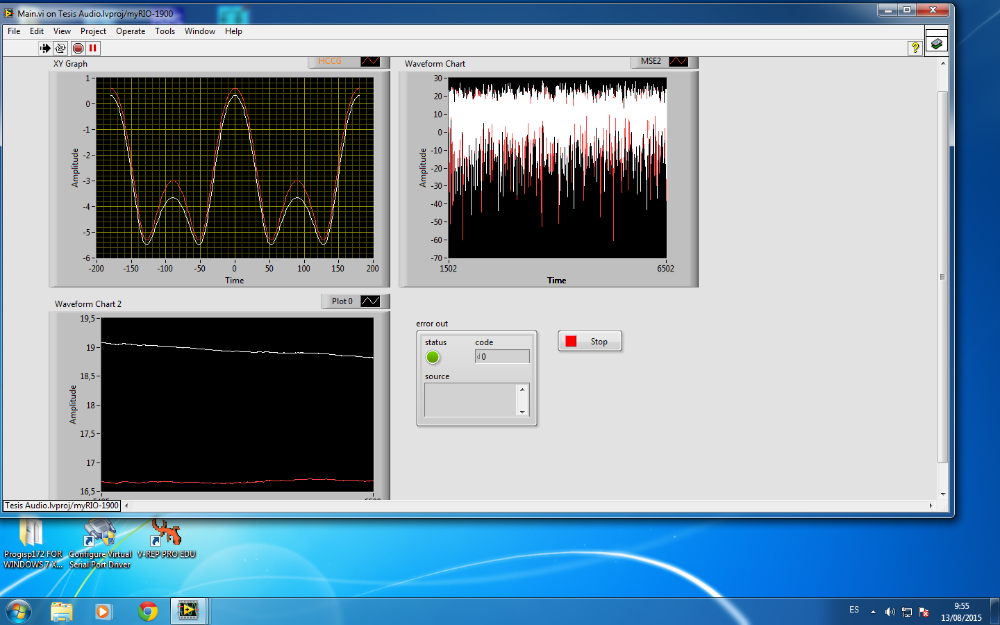 Main.vi on Tesis Audio.lvproj/myRIO-1900
File Edit View Project Operate Tools Window Help
?
XY Graph
HCCG
1
0
-1
-2
-3
-4
-5
-6
Amplitude
-200 -150 -100 -50 0 50 100 150 200
Time
Waveform Chart
MSE2
30
20
10
0
-10
-20
-30
-40
-50
-60
-70
Amplitude
1502 6502
Time
Waveform Chart 2
Plot 0
19,5
19
18,5
18
17,5
17
16,5
Amplitude
error out
status code
d 0
source
Stop
Tesis Audio.lvproj/myRIO-1900
Progisp172 FOR
WINDOWS 7 X...
Configure Virtual
Serial Port Driver
V-REP PRO EDU
ES
9:55
13/08/2015